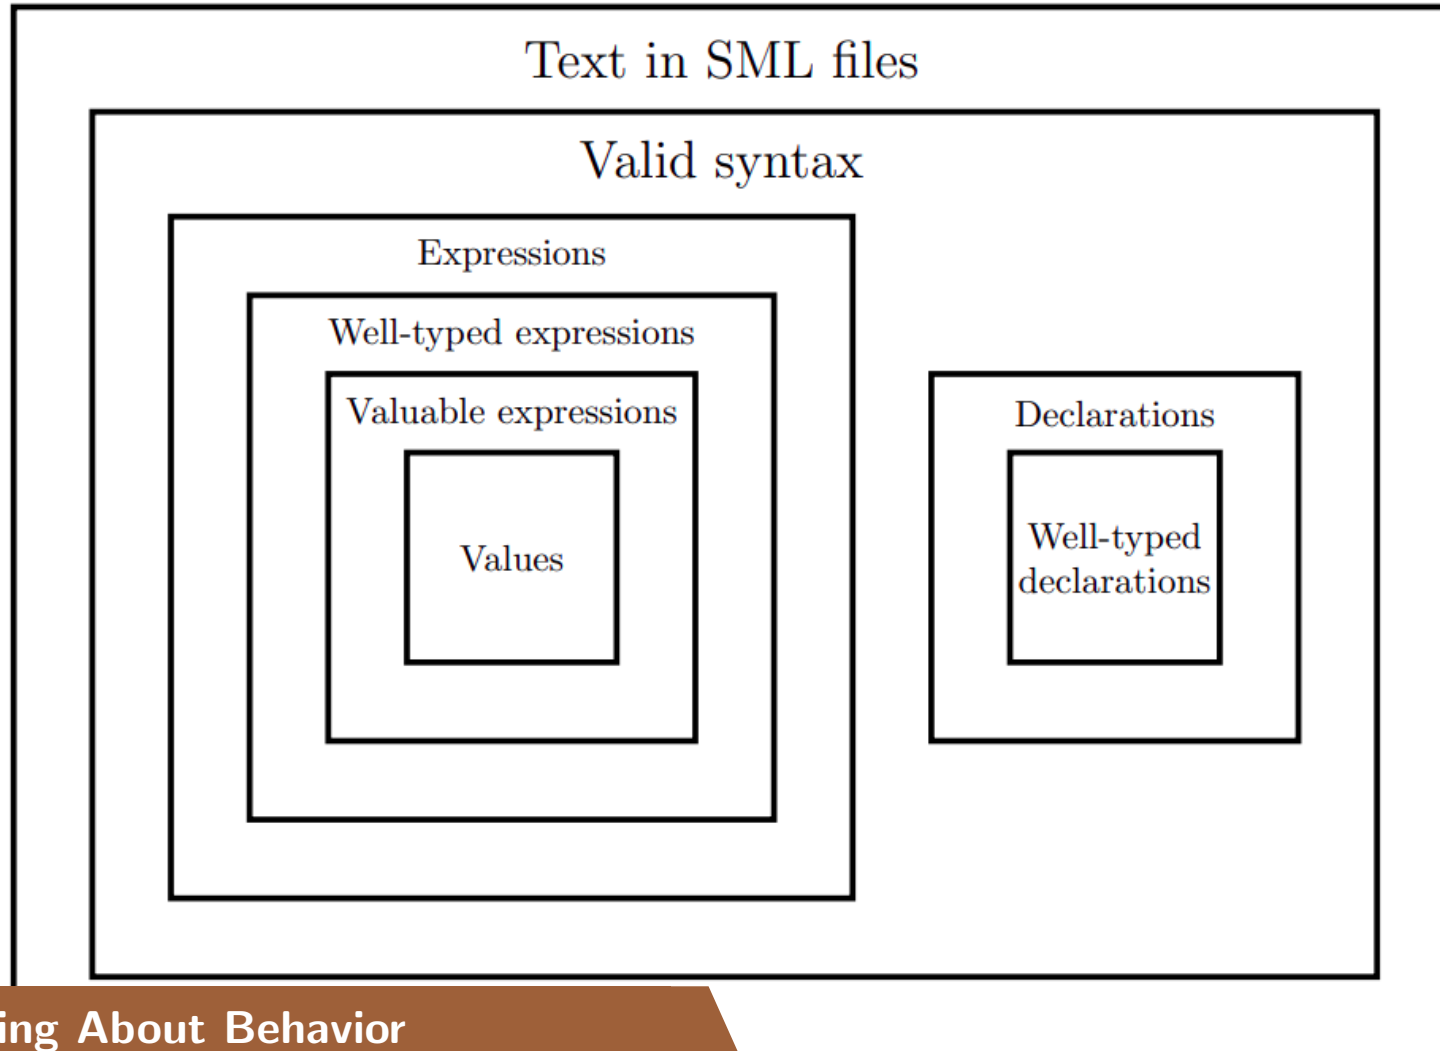 Text in SML files
Valid syntax
Expressions
Well-typed expressions
Valuable expressions
Values
Declarations
Well-typed
declarations
ing About Behavior